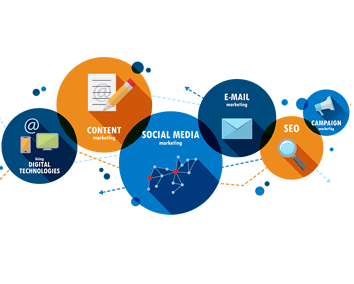 @
Using
DIGITAL
TECHNOLOGIES
@
CONTENT
marketing
SOCIAL MEDIA
marketing
E-MAIL
marketing
SEO
CAMPAIGN
marketing